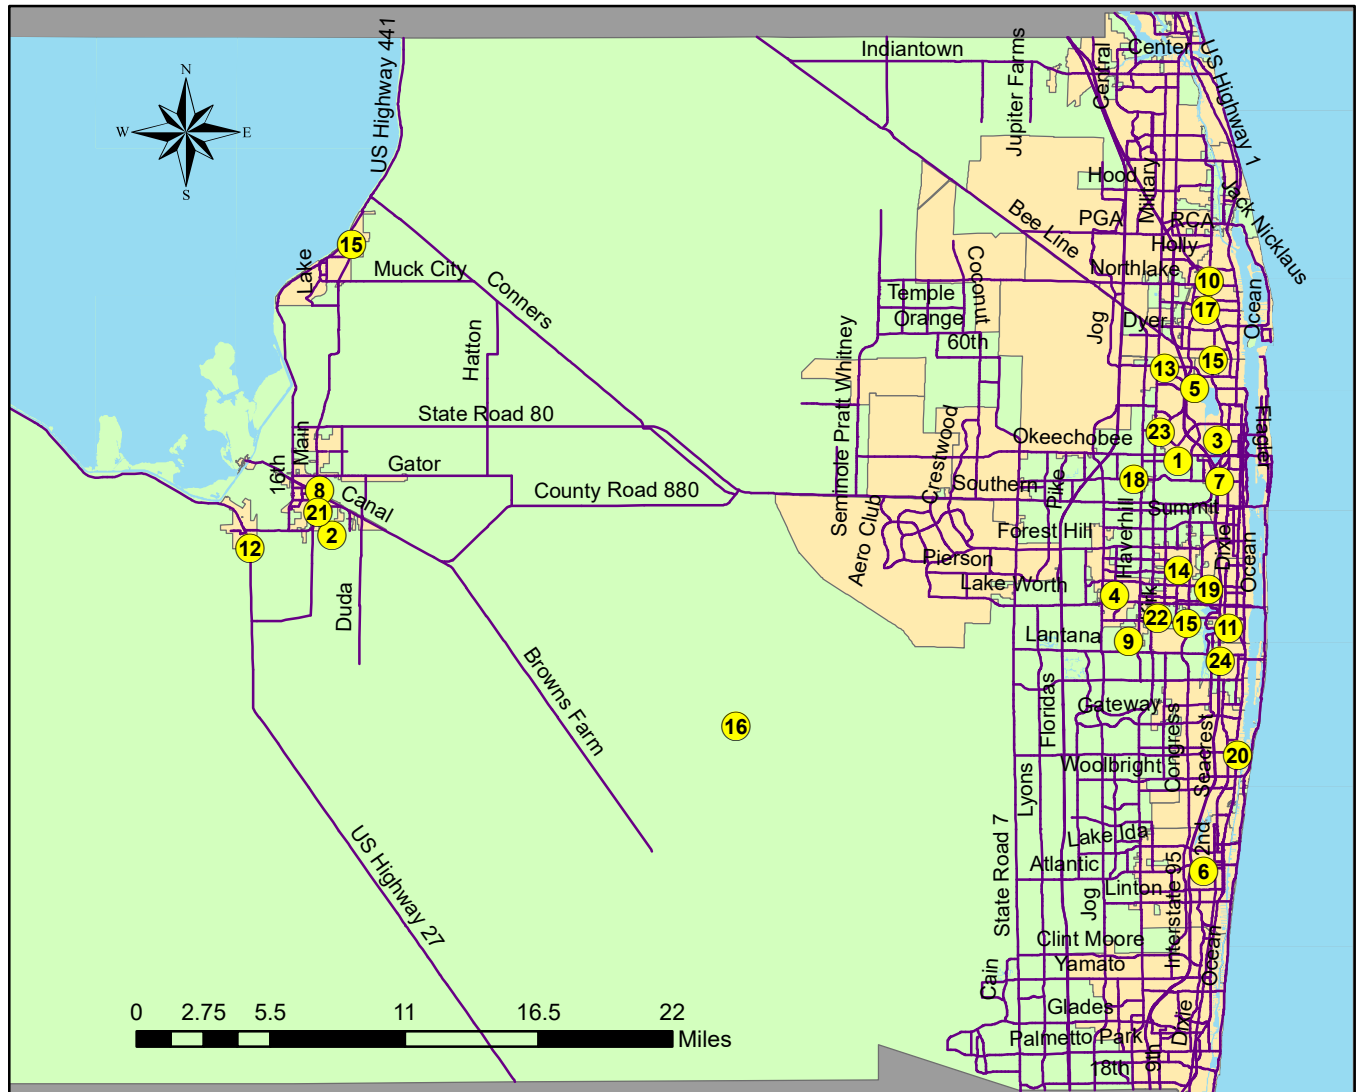 US Highway 441
Indiantown
Jupiter Farms
Central
Center
US Highway 1
N
W
E
S
Hood
Military
PGA
RCA
Jack Nicklaus
Bee Line
Holly
15
Lake
Muck City
Conners
Coconut
Northlake
10
Temple
Orange
17
Ocean
Dyer
Jog
60th
Hatton
Seminole Pratt Whitney
13
15
5
State Road 80
Crestwood
Okeechobee
23
3
Flagler
Main
16th
Gator
1
8
Canal
County Road 880
Southern
Pike
18
7
21
Summit
2
Aero Club
Forest Hill
Haverhill
Dixie
Ocean
12
Pierson
14
Lake Worth
4
19
Duda
Kirk
22
15
11
Lantana
9
24
Browns Farm
Floridas
Gateway
Congress
Seacrest
16
20
Woolbright
Lyons
US Highway 27
State Road 7
Lake Ida
2nd
Atlantic
6
Interstate 95
Linton
Jog
Clint Moore
Ocean
Yamato
Cain
0 2.75 5.5 11 16.5 22
Miles
Glades
Dixie
Palmetto Park
9th
18th